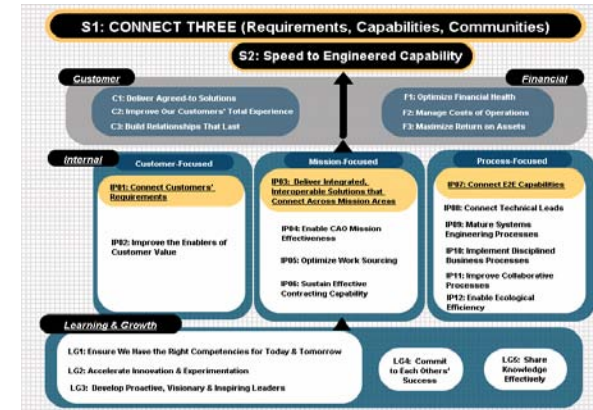 S1: CONNECT THREE (Requirements, Capabilities, Communities)
S2: Speed to Engineered Capability
Customer
Financial
C1: Deliver Agreed-to Solutions
C2: Improve Our Customers' Total Experience
C3: Build Relationships That Last
F1: Optimize Financial Health
F2: Manage Costs of Operations
F3: Maximize Return on Assets
Internal
Customer-Focused
IP01: Connect Customers'
Requirements
IP02: Improve the Enablers of
Customer Value
Mission-Focused
IP03: Deliver Integrated,
Interoperable Solutions that
Connect Across Mission Areas
IP04: Enable CAO Mission
Effectiveness
IP05: Optimize Work Sourcing
IP06: Sustain Effective
Contracting Capability
Process-Focused
IP07: Connect E2E Capabilities
IP08: Connect Technical Leads
IP09: Mature Systems
Engineering Processes
IP10: Implement Disciplined
Business Processes
IP11: Improve Collaborative
Processes
IP12: Enable Ecological
Efficiency
Learning & Growth
LG1: Ensure We Have the Right Competencies for Today & Tomorrow
LG2: Accelerate Innovation & Experimentation
LG3: Develop Proactive, Visionary & Inspiring Leaders
LG4: Commit
to Each Others'
Success
LG5: Share
Knowledge
Effectively